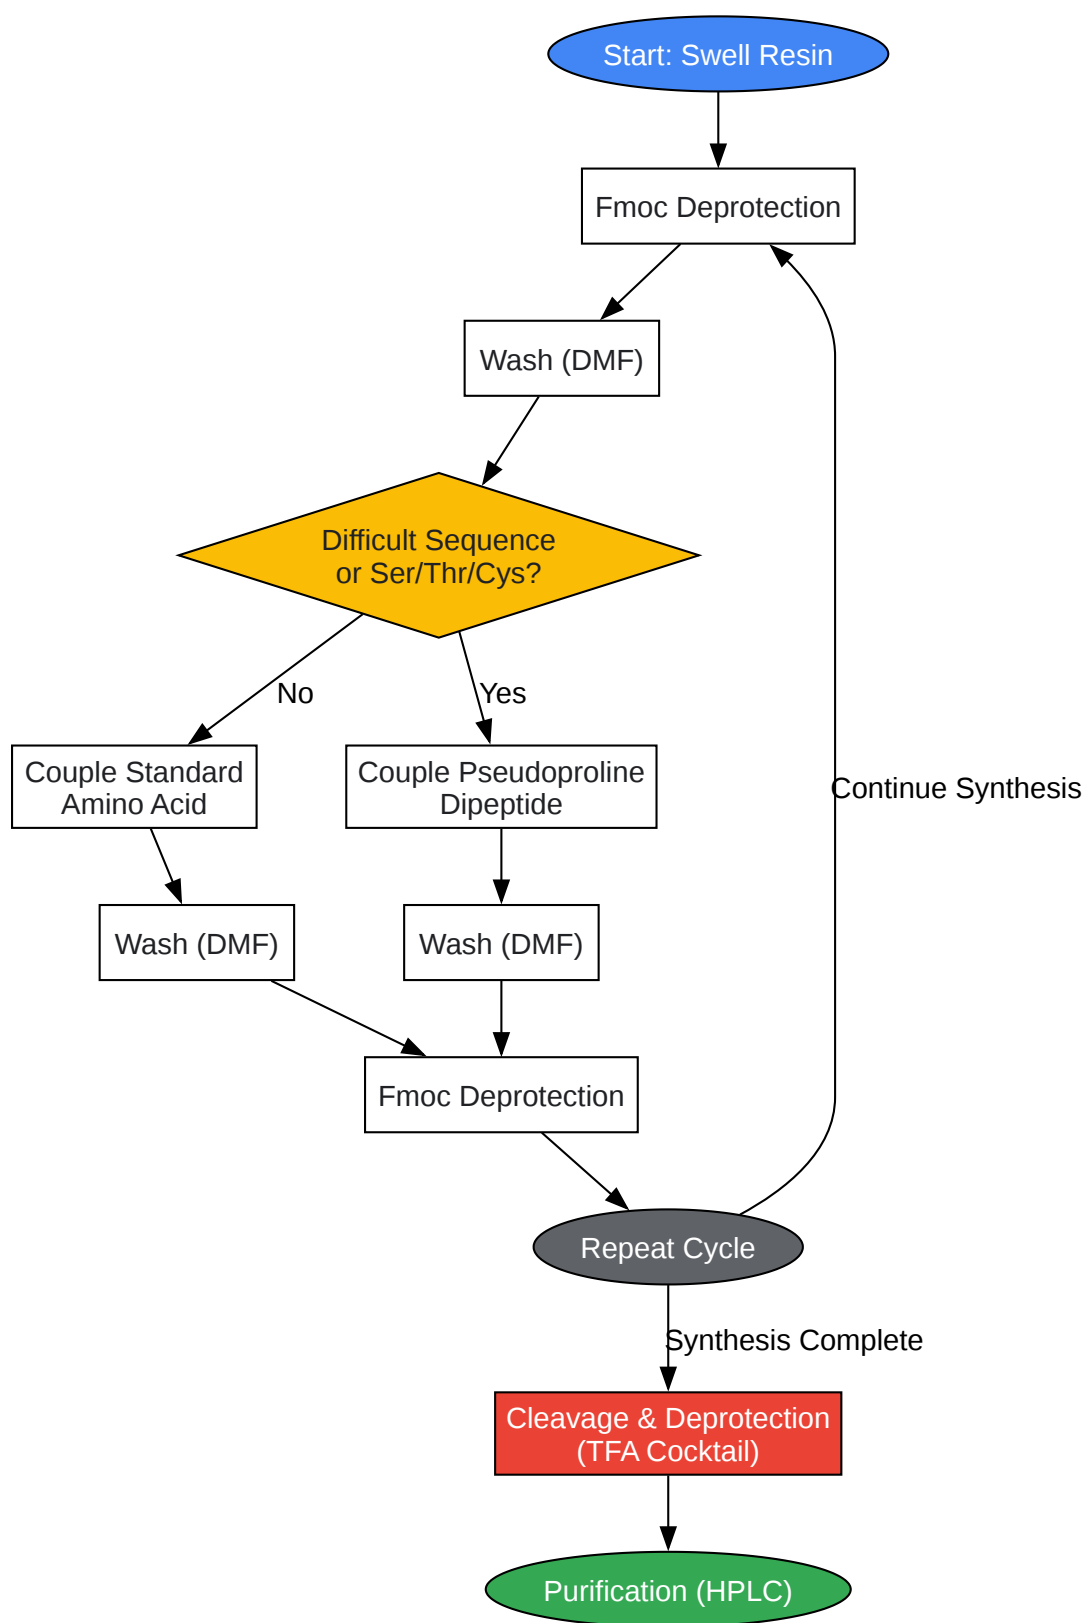 Start: Swell Resin
Fmoc Deprotection
Wash (DMF)
Difficult Sequence
or Ser/Thr/Cys?
No
Yes
Couple Standard
Amino Acid
Couple Pseudoproline
Dipeptide
Continue Synthesis
Wash (DMF)
Wash (DMF)
Fmoc Deprotection
Repeat Cycle
Synthesis Complete
Cleavage & Deprotection
(TFA Cocktail)
Purification (HPLC)